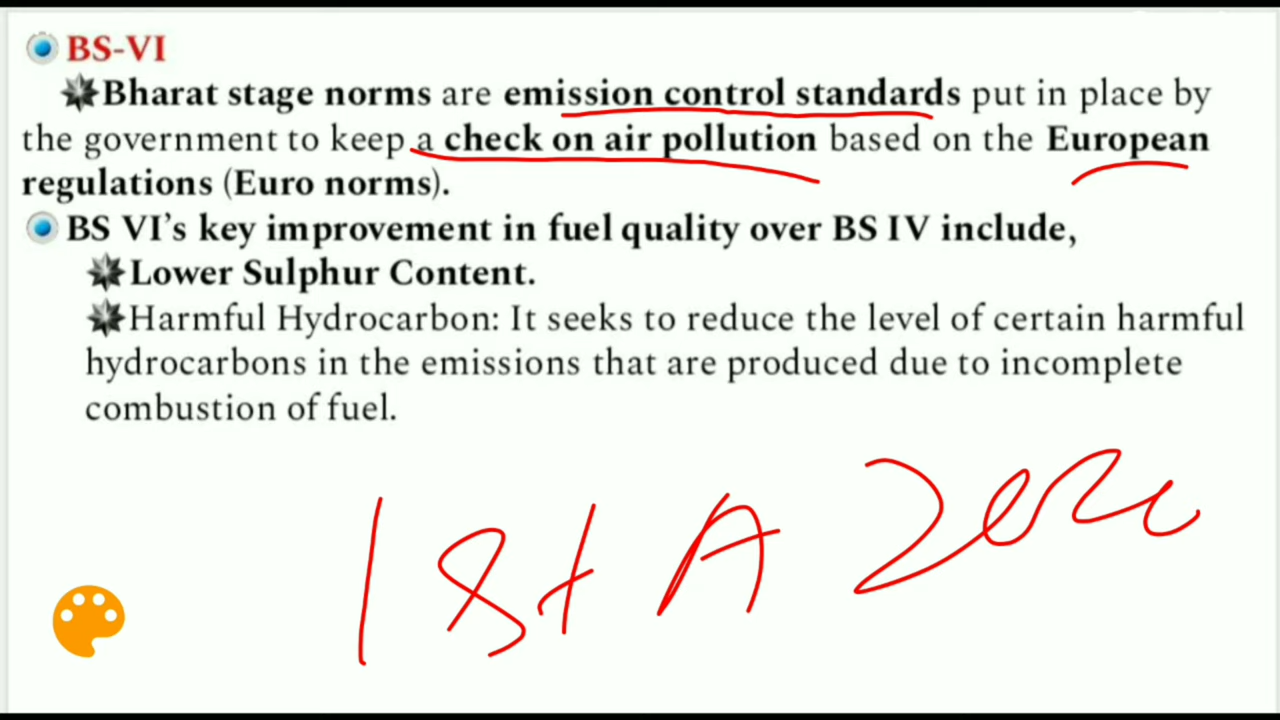 BS-VI
Bharat stage norms are emission control standards put in place by
the government to keep a check on air pollution based on the European
regulations (Euro norms).
BS VI's key improvement in fuel quality over BS IV include,
Lower Sulphur Content.
Harmful Hydrocarbon: It seeks to reduce the level of certain harmful
hydrocarbons in the emissions that are produced due to incomplete
combustion of fuel.
1st A 2020